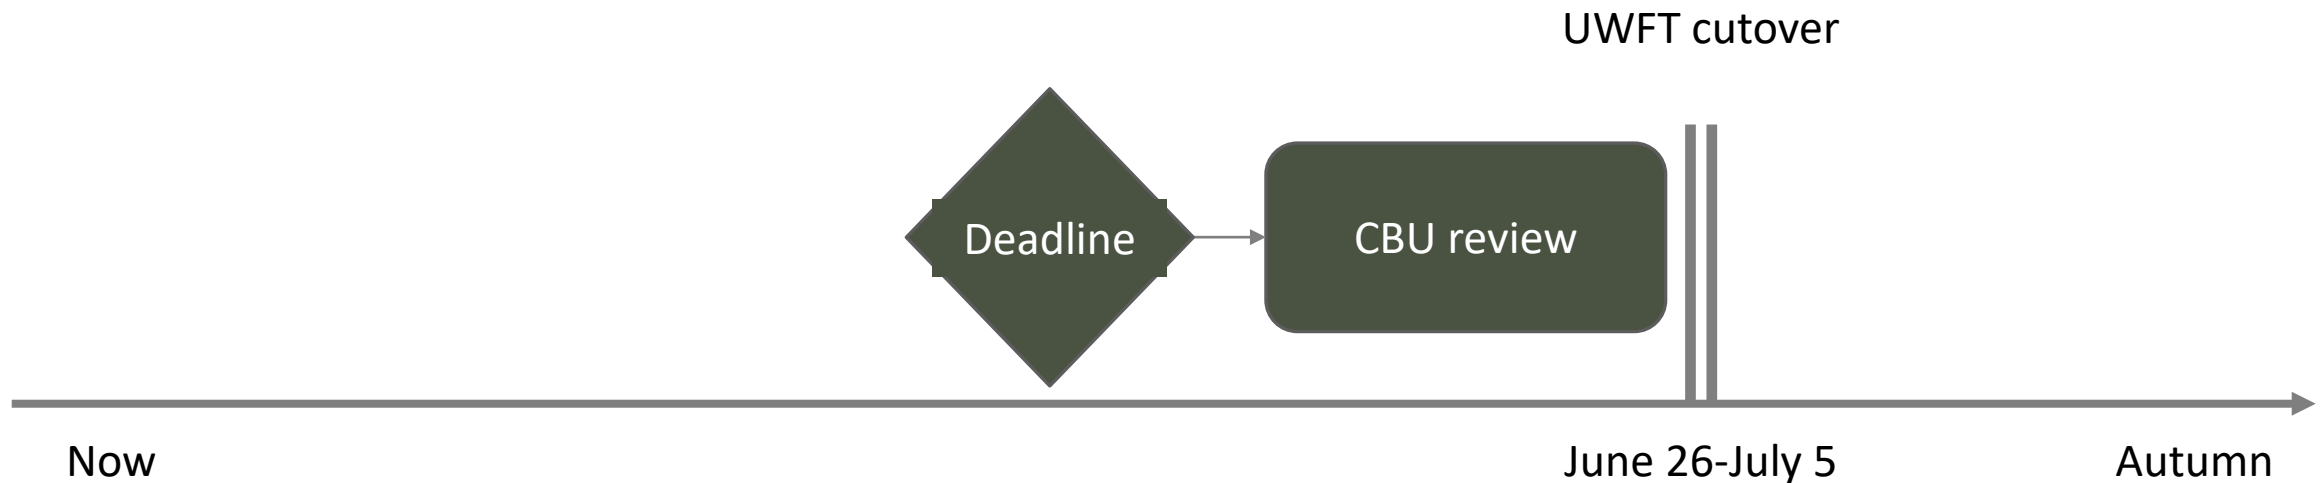 UWFT cutover
Deadline
CBU review
Now
June 26-July 5
Autumn